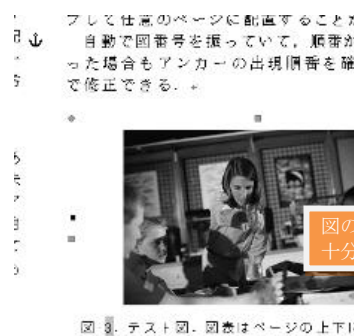 プして任意のページに配置することが
自動で図番号を振っていて，順番が
った場合もアンカーの出現順番を確
で修正できる．
図の
十分
図 3．テスト図．図表はページの上下に